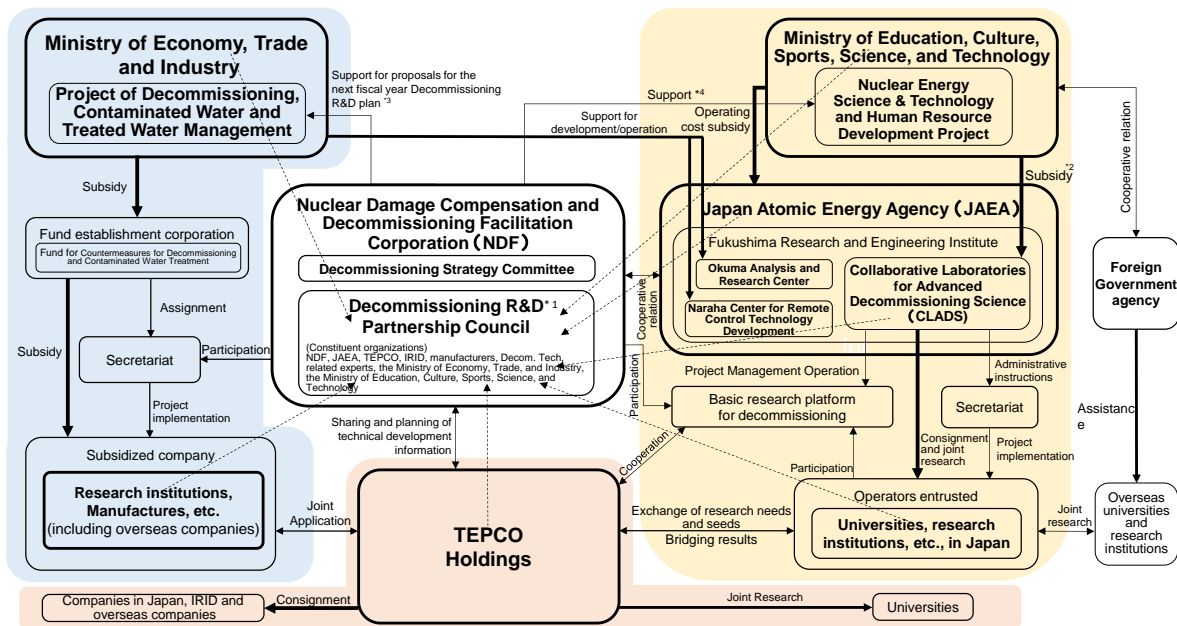 Ministry of Economy, Trade
and Industry
Project of Decommissioning,
Contaminated Water and
Treated Water Management
Support for proposals for the
next fiscal year Decommissioning
R&D plan *3
Support *4
Support for
development/operation
Operating
cost subsidy
Ministry of Education, Culture,
Sports, Science, and Technology
Nuclear Energy
Science & Technology
and Human Resource
Development Project
Subsidy
Subsidy*2
Cooperative relation
Fund establishment corporation
Fund for Countermeasures for Decommissioning
and Contaminated Water Treatment
Nuclear Damage Compensation and
Decommissioning Facilitation
Corporation (NDF)
Decommissioning Strategy Committee
Decommissioning R&D*1
Partnership Council
(Constituent organizations)
NDF, JAEA, TEPCO, IRID, manufacturers, Decom. Tech,
related experts, the Ministry of Economy, Trade, and Industry,
the Ministry of Education, Culture, Sports, Science, and
Technology
Cooperative
relation
Japan Atomic Energy Agency (JAEA)
Fukushima Research and Engineering Institute
Okuma Analysis and
Research Center
Naraha Center for Remote
Control Technology
Development
Collaborative Laboratories
for Advanced
Decommissioning Science
(CLADS)
Foreign
Government
agency
Assignment
Subsidy
Secretariat
Participation
Project
implementation
Participation
Project Management Operation
Administrative
instructions
Basic research platform
for decommissioning
Secretariat
Assistanc
e
Sharing and planning of
technical development
information
Cooperation
Participation
Consignment
and joint
research
Project
implementation
Subsidized company
Research institutions,
Manufactures, etc.
(including overseas companies)
Joint
Application
TEPCO
Holdings
Exchange of research needs
and seeds
Bridging results
Operators entrusted
Universities, research
institutions, etc., in Japan
Joint
research
Overseas
universities
and
research
institutions
Companies in Japan, IRID and
overseas companies
Consignment
Joint Research
Universities